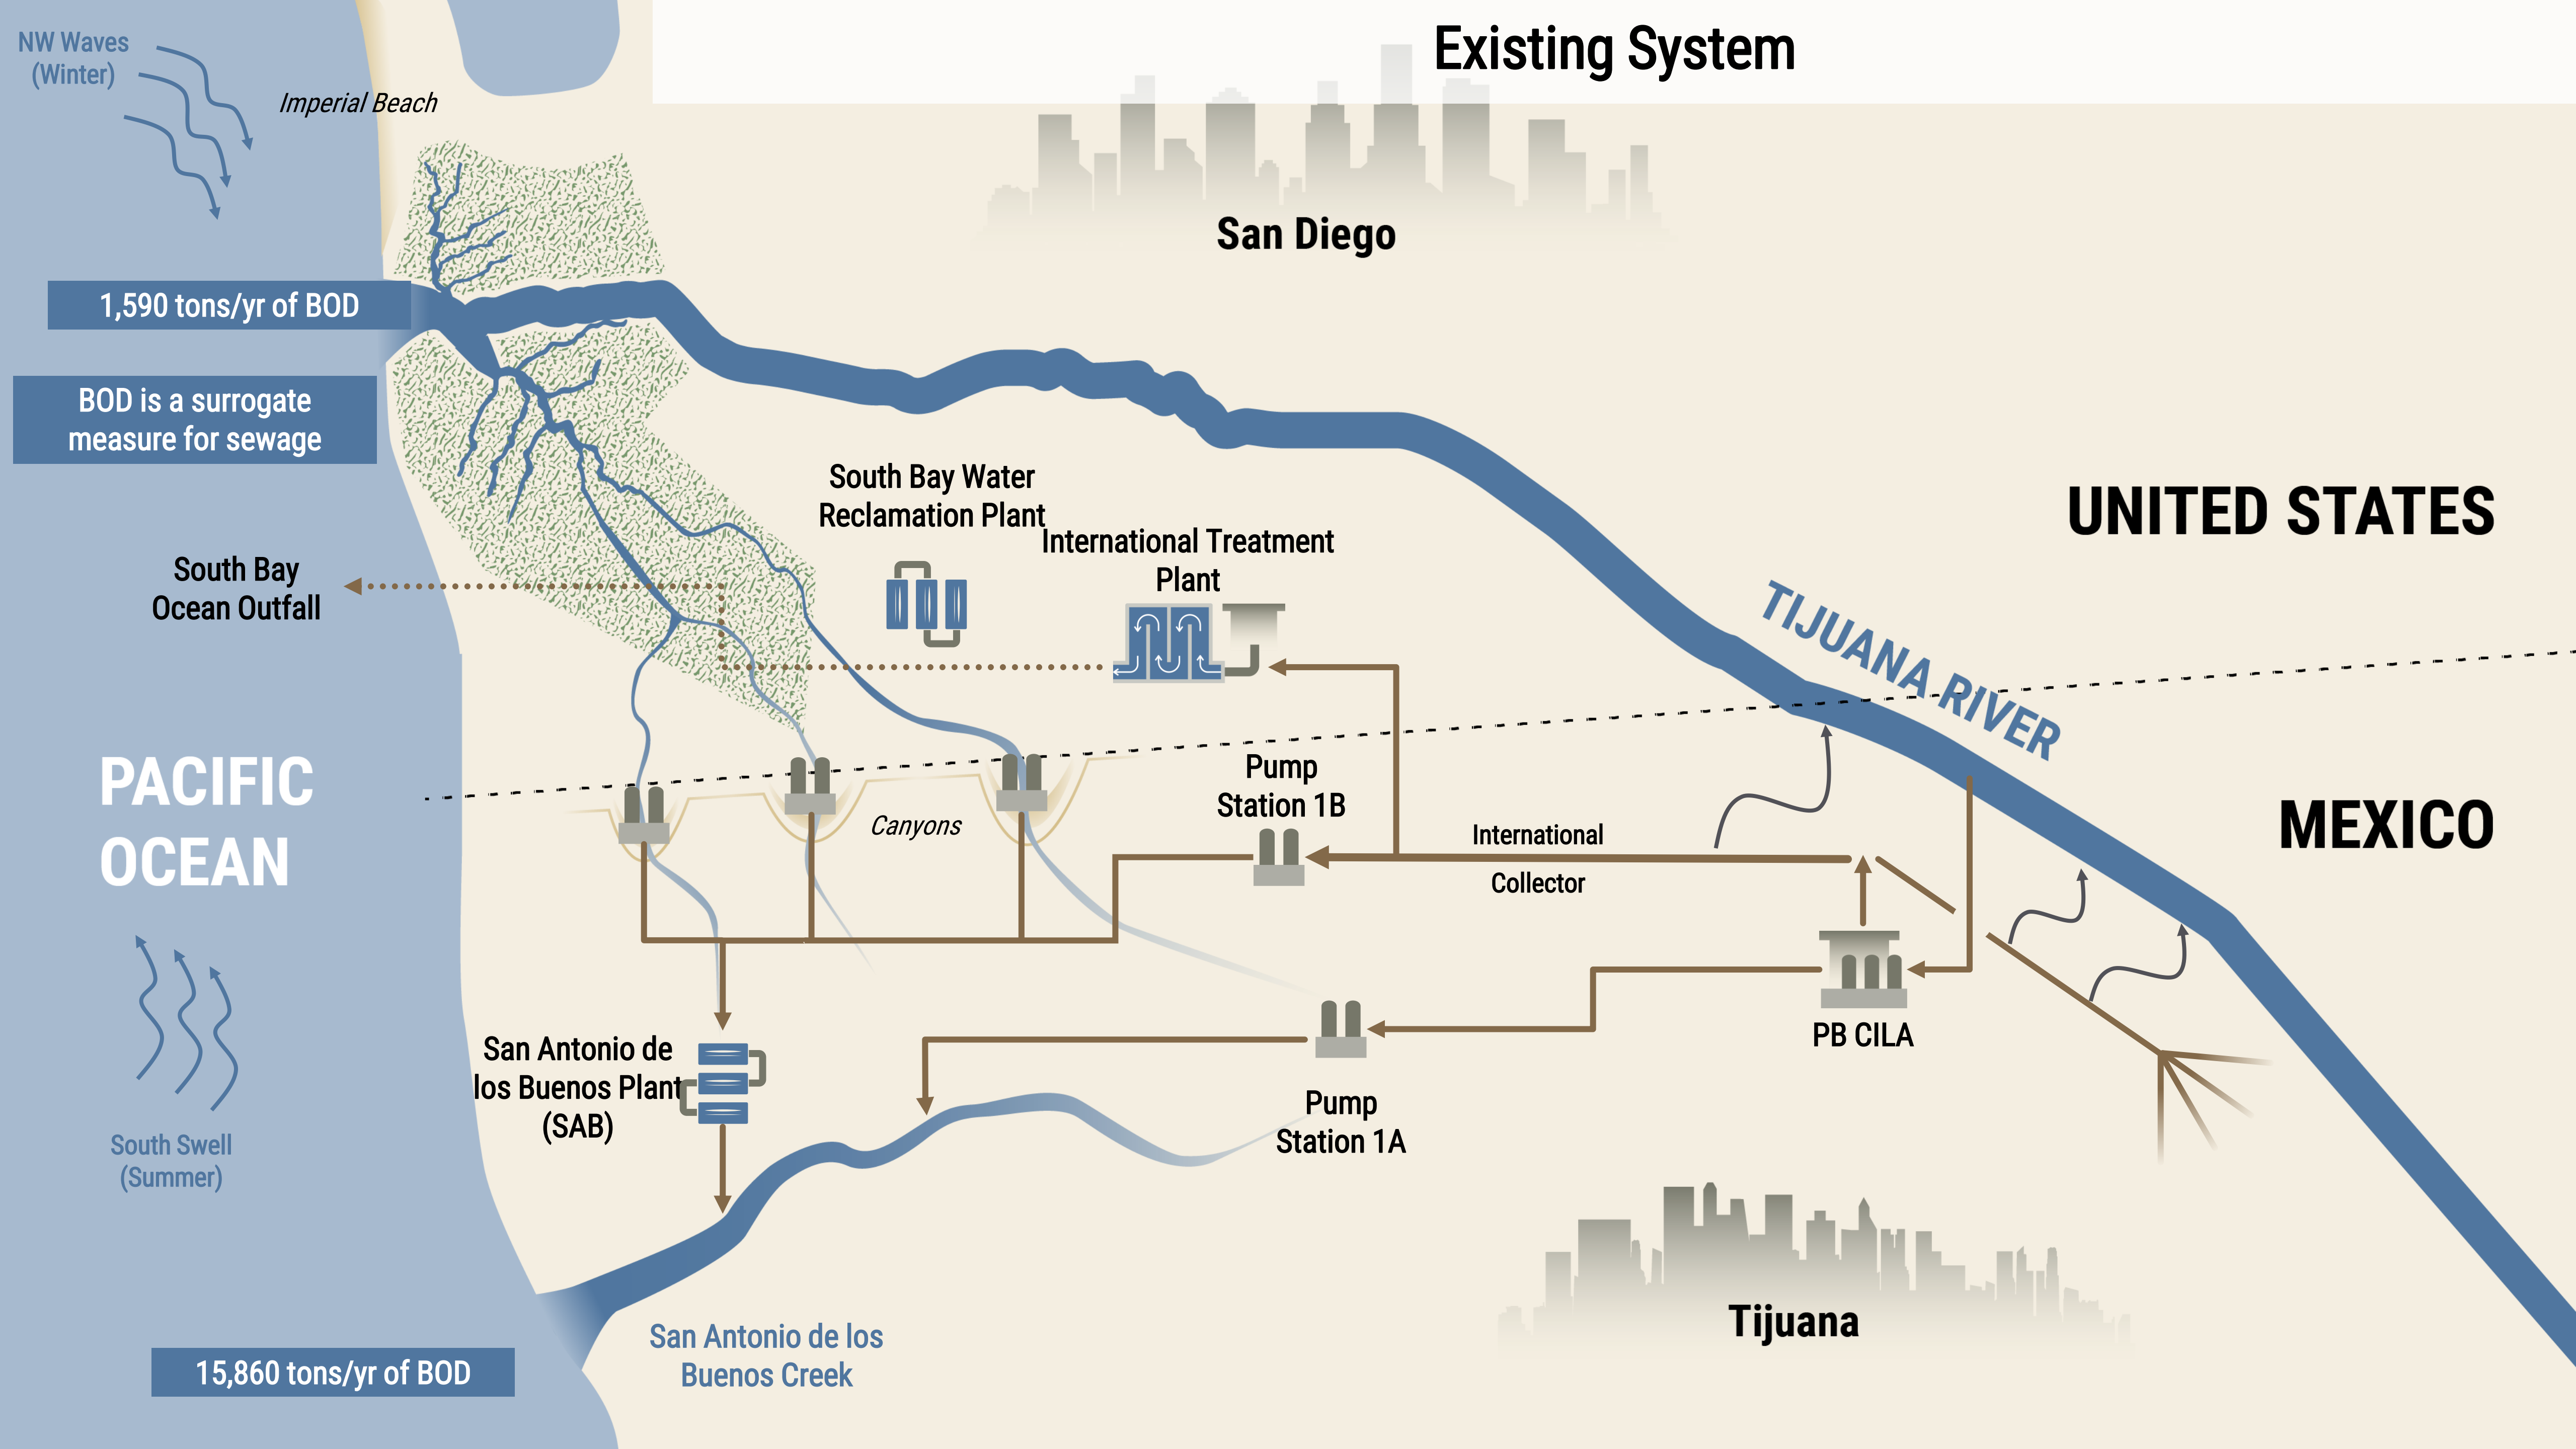 Existing System
NW Waves
(Winter)
Imperial Beach
San Diego
1,590 tons/yr of BOD
BOD is a surrogate
measure for sewage
South Bay Water
Reclamation Plant
International Treatment
Plant
UNITED STATES
South Bay
Ocean Outfall
TIJUANA RIVER
PACIFIC
OCEAN
Pump
Station 1B
Canyons
International
Collector
MEXICO
San Antonio de
los Buenos Plant
(SAB)
PB CILA
Pump
Station 1A
South Swell
(Summer)
Tijuana
San Antonio de los
Buenos Creek
15,860 tons/yr of BOD